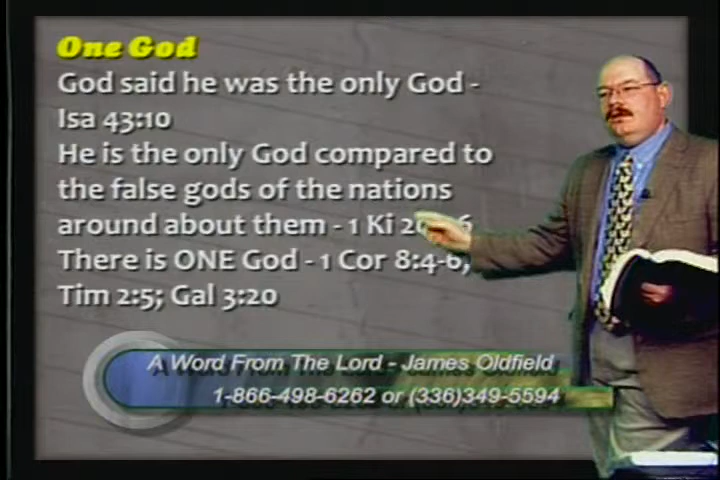 One God
God said he was the only God -
Isa 43:10
He is the only God compared to
the false gods of the nations
around about them - 1 Ki
There is ONE God - 1 Cor 8:4-6,
Tim 2:5; Gal 3:20
A Word From The Lord - James Oldfield
1-866-498-6262 or (336)349-5594